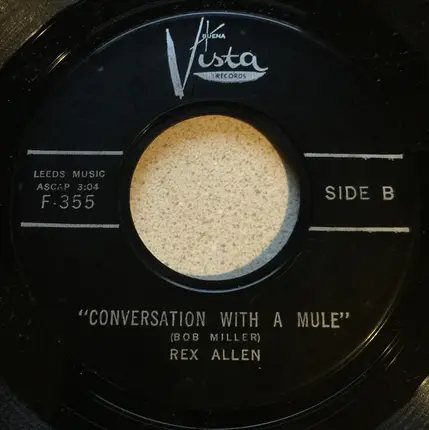 BUENA
Vista
RECORDS
LEEDS MUSIC
ASCAP 3:04
F-355
SIDE B
"CONVERSATION WITH A MULE"
(BOB MILLER)
REX ALLEN